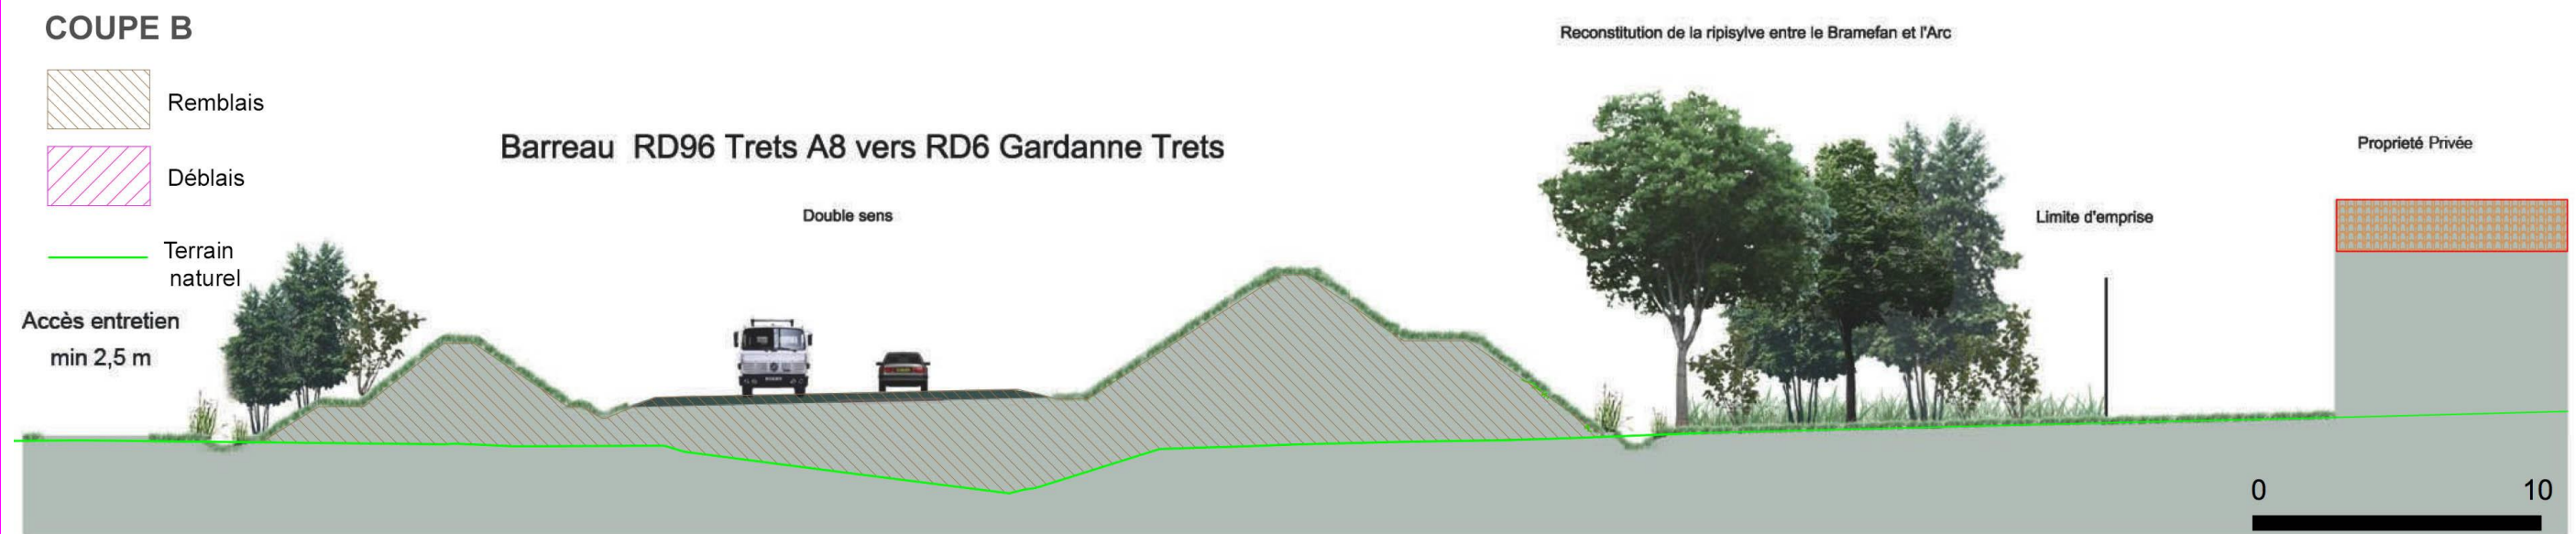 COUPE B
Remblais
Déblais
Terrain
naturel
Accès entretien
min 2,5 m
Barreau RD96 Trets A8 vers RD6 Gardanne Trets
Double sens
Reconstitution de la ripisylve entre le Bramefan et l'Arc
Limite d'emprise
Proprieté Privée
0 10